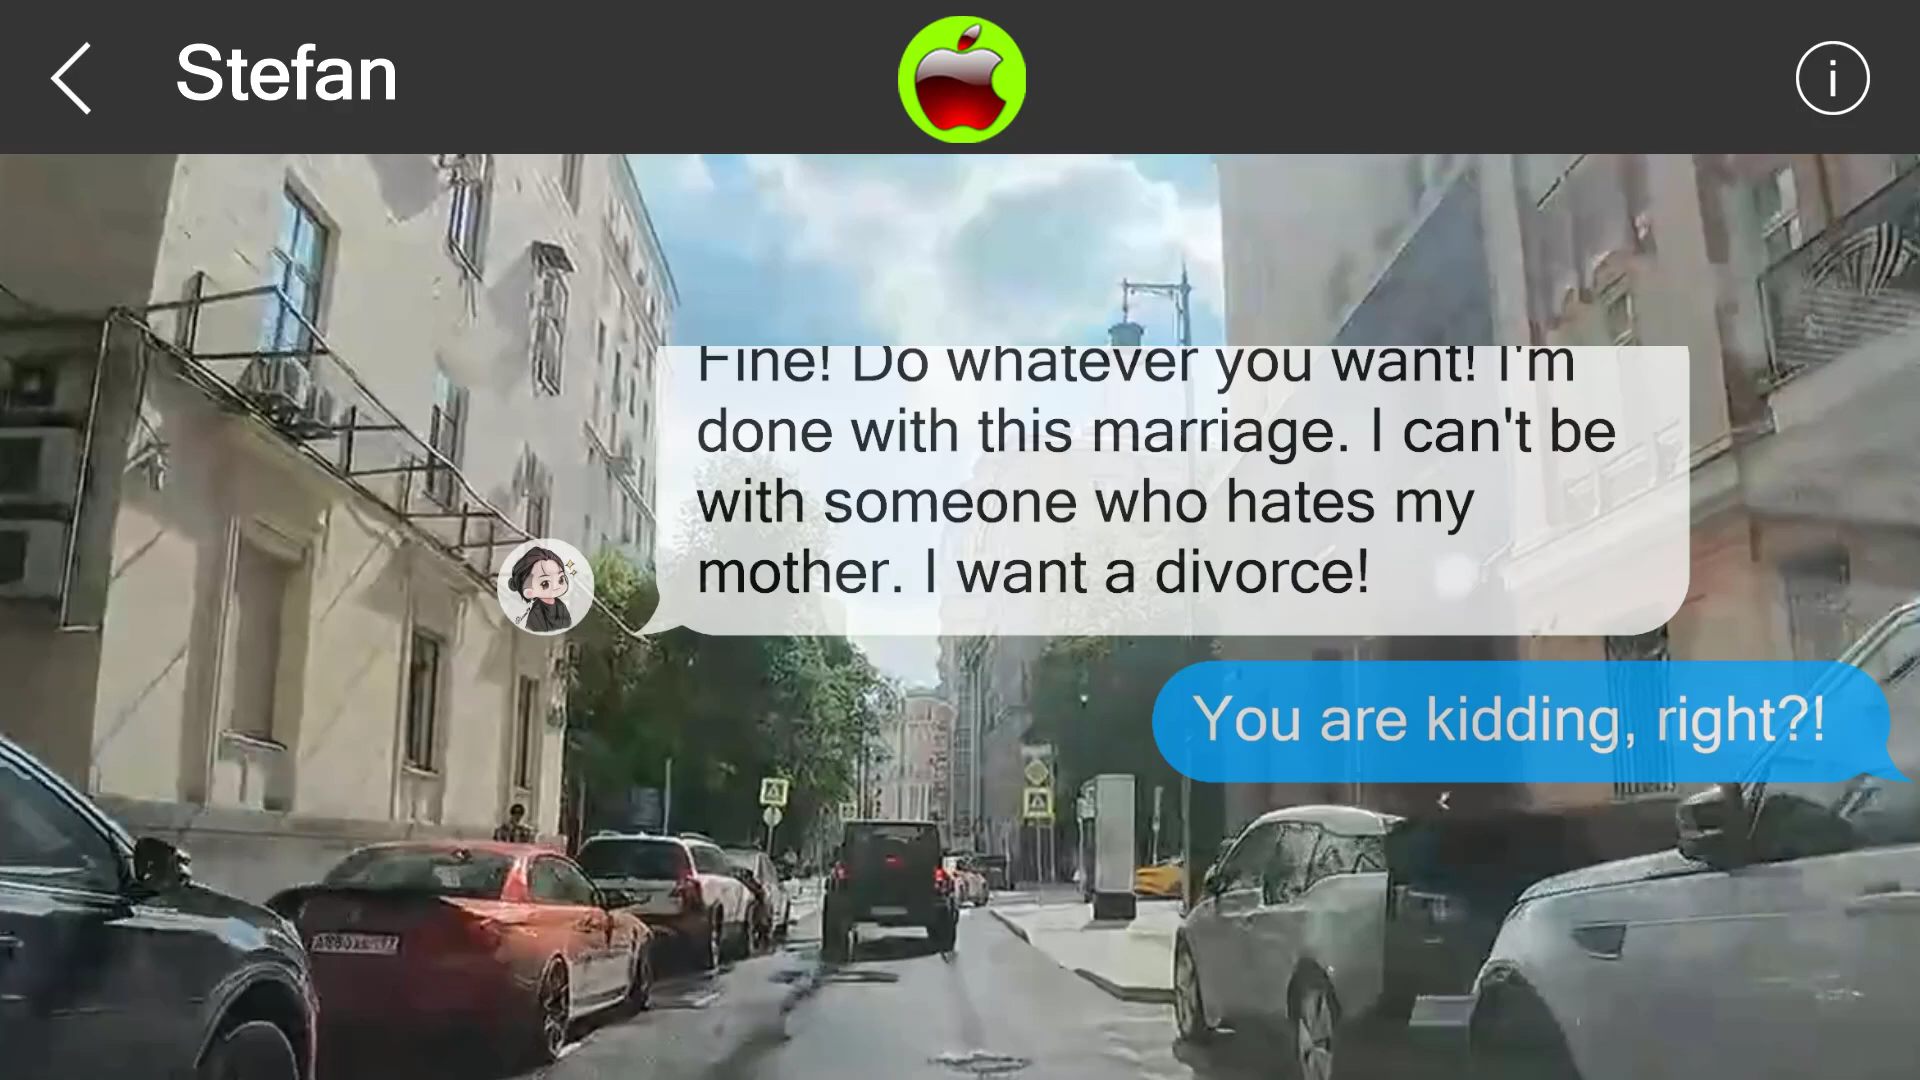 Stefan
Fine! Do whatever you want! I'm
done with this marriage. I can't be
with someone who hates my
mother. I want a divorce!
You are kidding, right?!